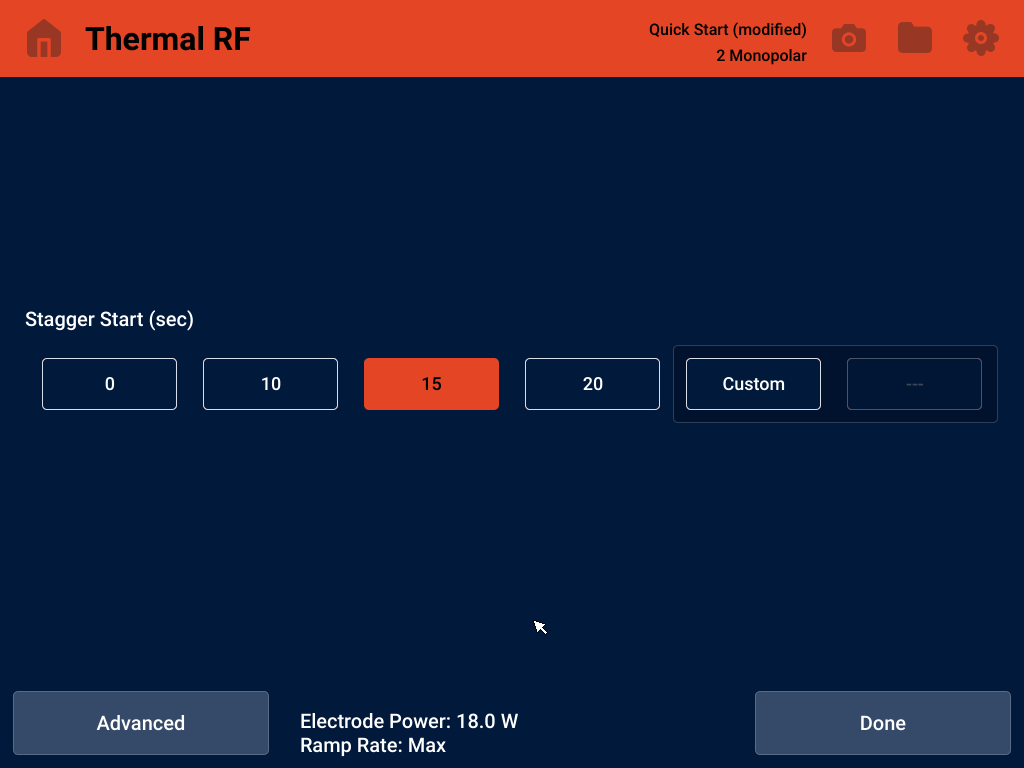 Thermal RF
Quick Start (modified)
2 Monopolar
Stagger Start (sec)
0
10
15
20
Custom
---
Advanced
Electrode Power: 18.0 W
Ramp Rate: Max
Done